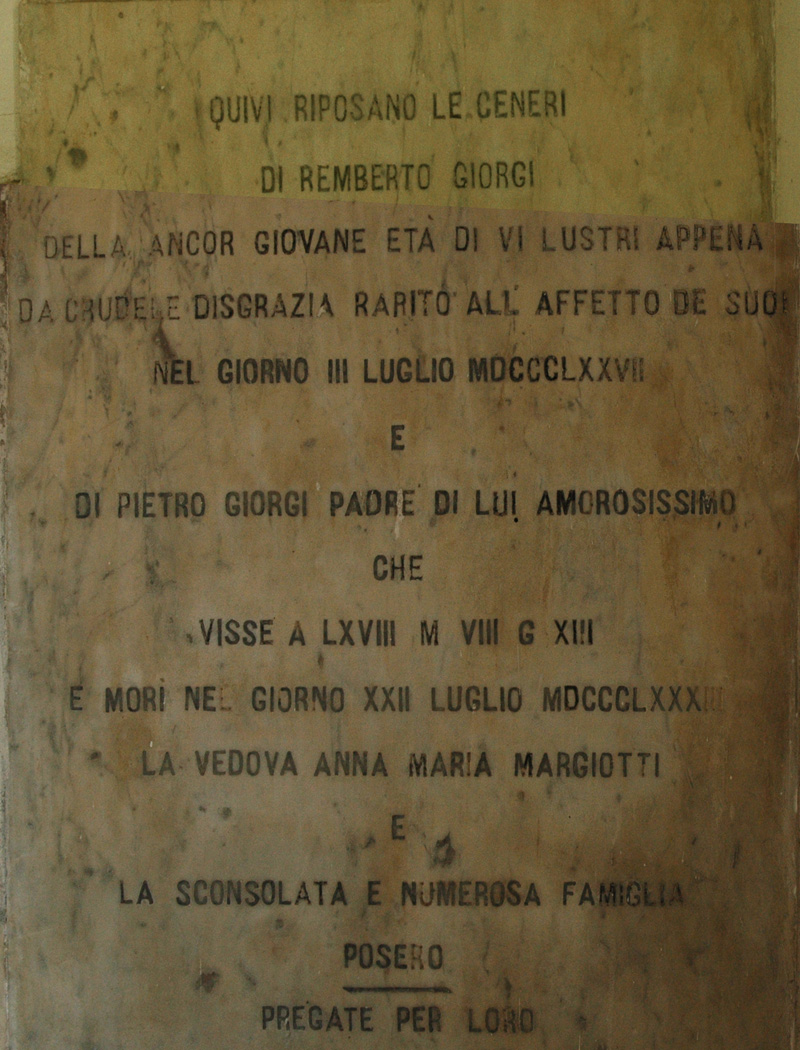 QUIVI RIPOSANO LE CENERI
DI REMBERTO GIORGI
DELLA ANCOR GIOVANE ETÀ DI VI LUSTRI APPENA
DA CRUDELE DISGRAZIA RAPITO ALL' AFFETTO DE SUOI
NEL GIORNO III LUGLIO
E
DI PIETRO GIORGI PADRE DI LUI AMOROSISSIMO
CHE
VISSE A LXVIII M VIII G XIII
E MORÌ NEL GIORNO XXII LUGLIO
LA VEDOVA ANNA MARIA MARGIOTTI
E
LA SCONSOLATA E NUMEROSA FAMIGLIA
POSERO
PREGATE PER LORO